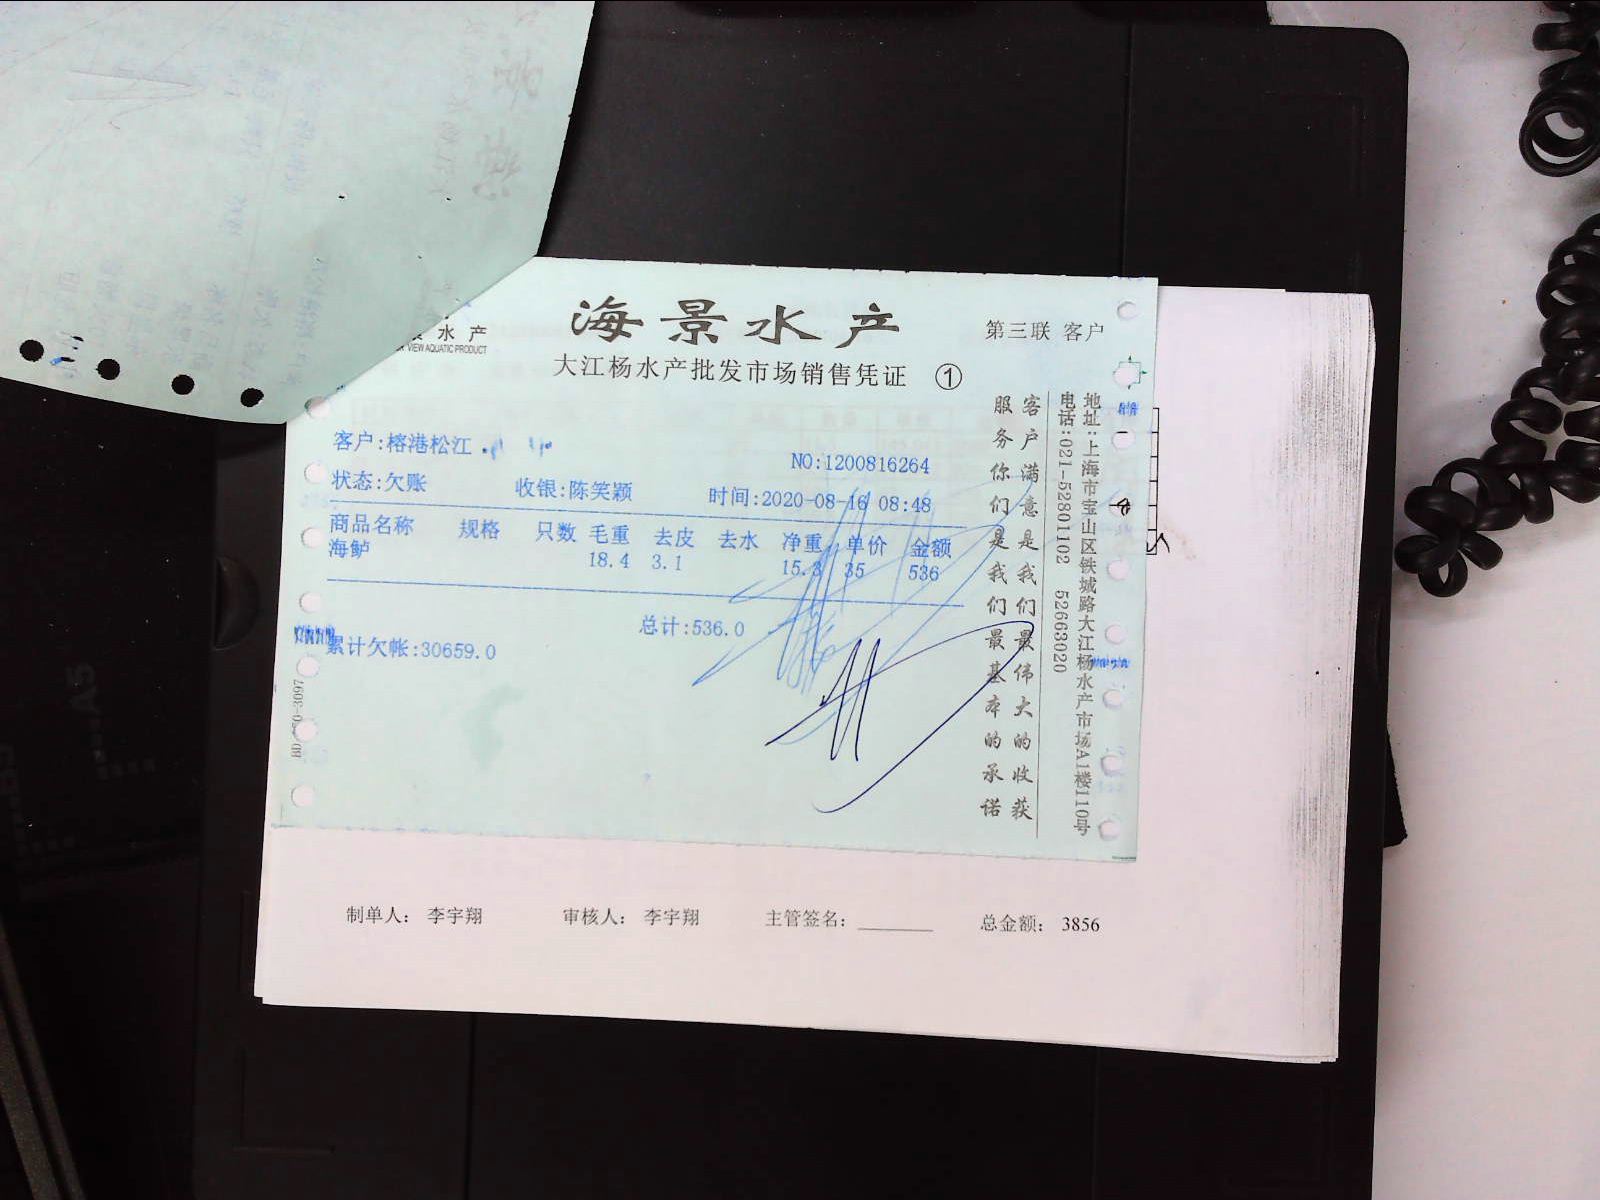 水产
VIEW AQUATIC PRODUCT
海景水产
第三联 客户
大江杨水产批发市场销售凭证 ①
客户:榕港松江
NO:1200816264
状态:欠账 收银:陈笑颖 时间:2020-08-16 08:48
商品名称 规格 只数 毛重 去皮 去水 净重 单价 金额
海鲈 18.4 3.1 15.3 35 536
总计:536.0
累计欠帐:30659.0
客户满意是我们最伟大的收获
服务你们是我们最基本的承诺
地址:上海市宝山区铁城路大江杨水产市场A1楼110号
电话:021-52801102 52663020
制单人: 李宇翔 审核人: 李宇翔 主管签名: 总金额: 3856